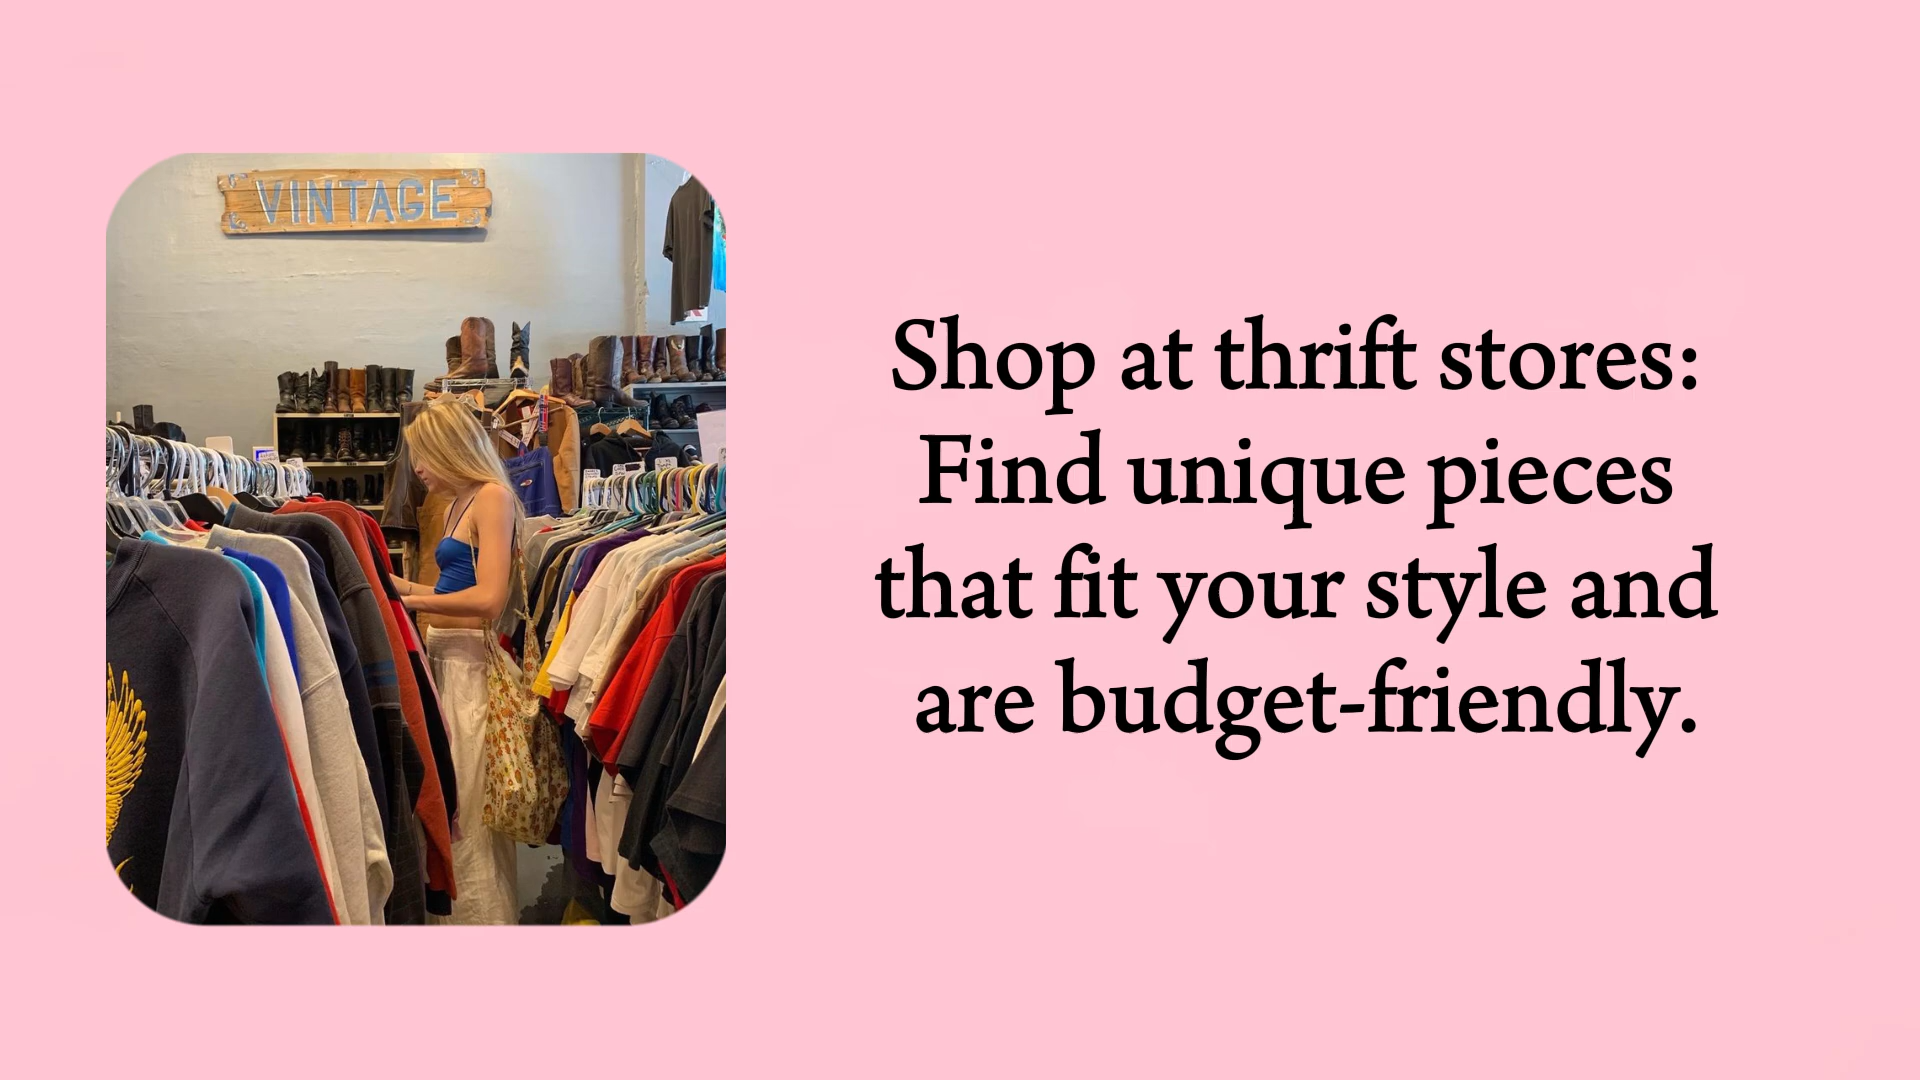 VINTAGE
Shop at thrift stores:
Find unique pieces
that fit your style and
are budget-friendly.